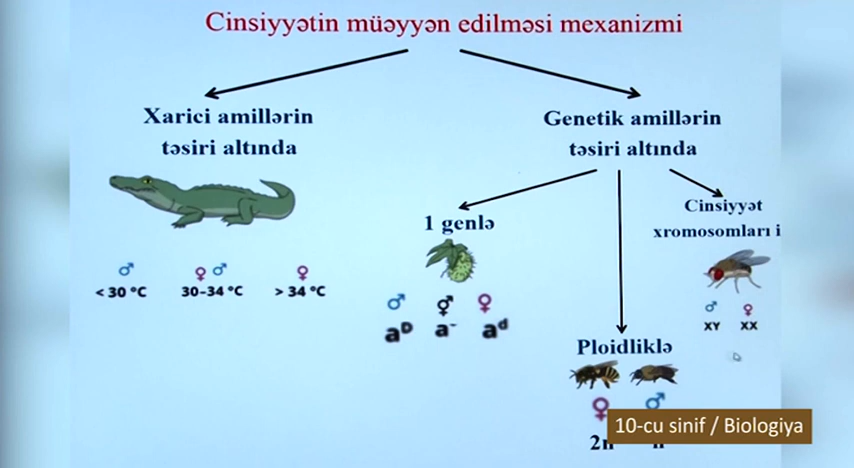 Cinsiyyətin müəyyən edilməsi mexanizmi
Xarici amillərin
təsiri altında
♂ ♀♂ ♀
< 30 °C 30-34 °C > 34 °C
Genetik amillərin
təsiri altında
1 genlə
♂ ⚥ ♀
aᴰ a⁻ aᵈ
Ploidliklə
♀ ♂
2n
Cinsiyyət
xromosomları i
♂ ♀
XY XX
10-cu sinif / Biologiya